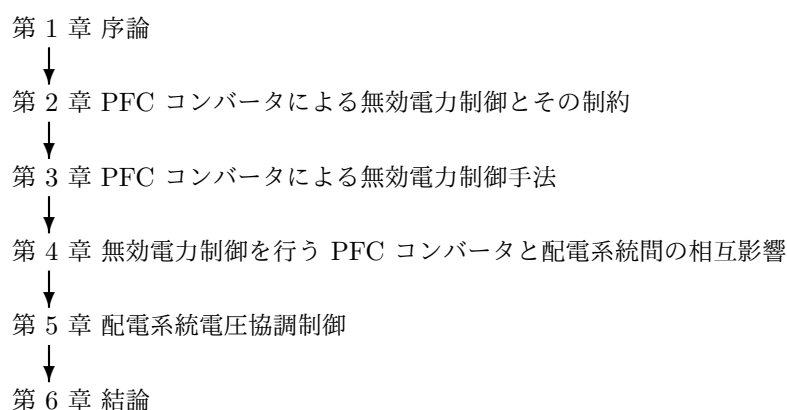 第 1 章 序論
第 2 章 PFC コンバータによる無効電力制御とその制約
第 3 章 PFC コンバータによる無効電力制御手法
第 4 章 無効電力制御を行う PFC コンバータと配電系統間の相互影響
第 5 章 配電系統電圧協調制御
第 6 章 結論